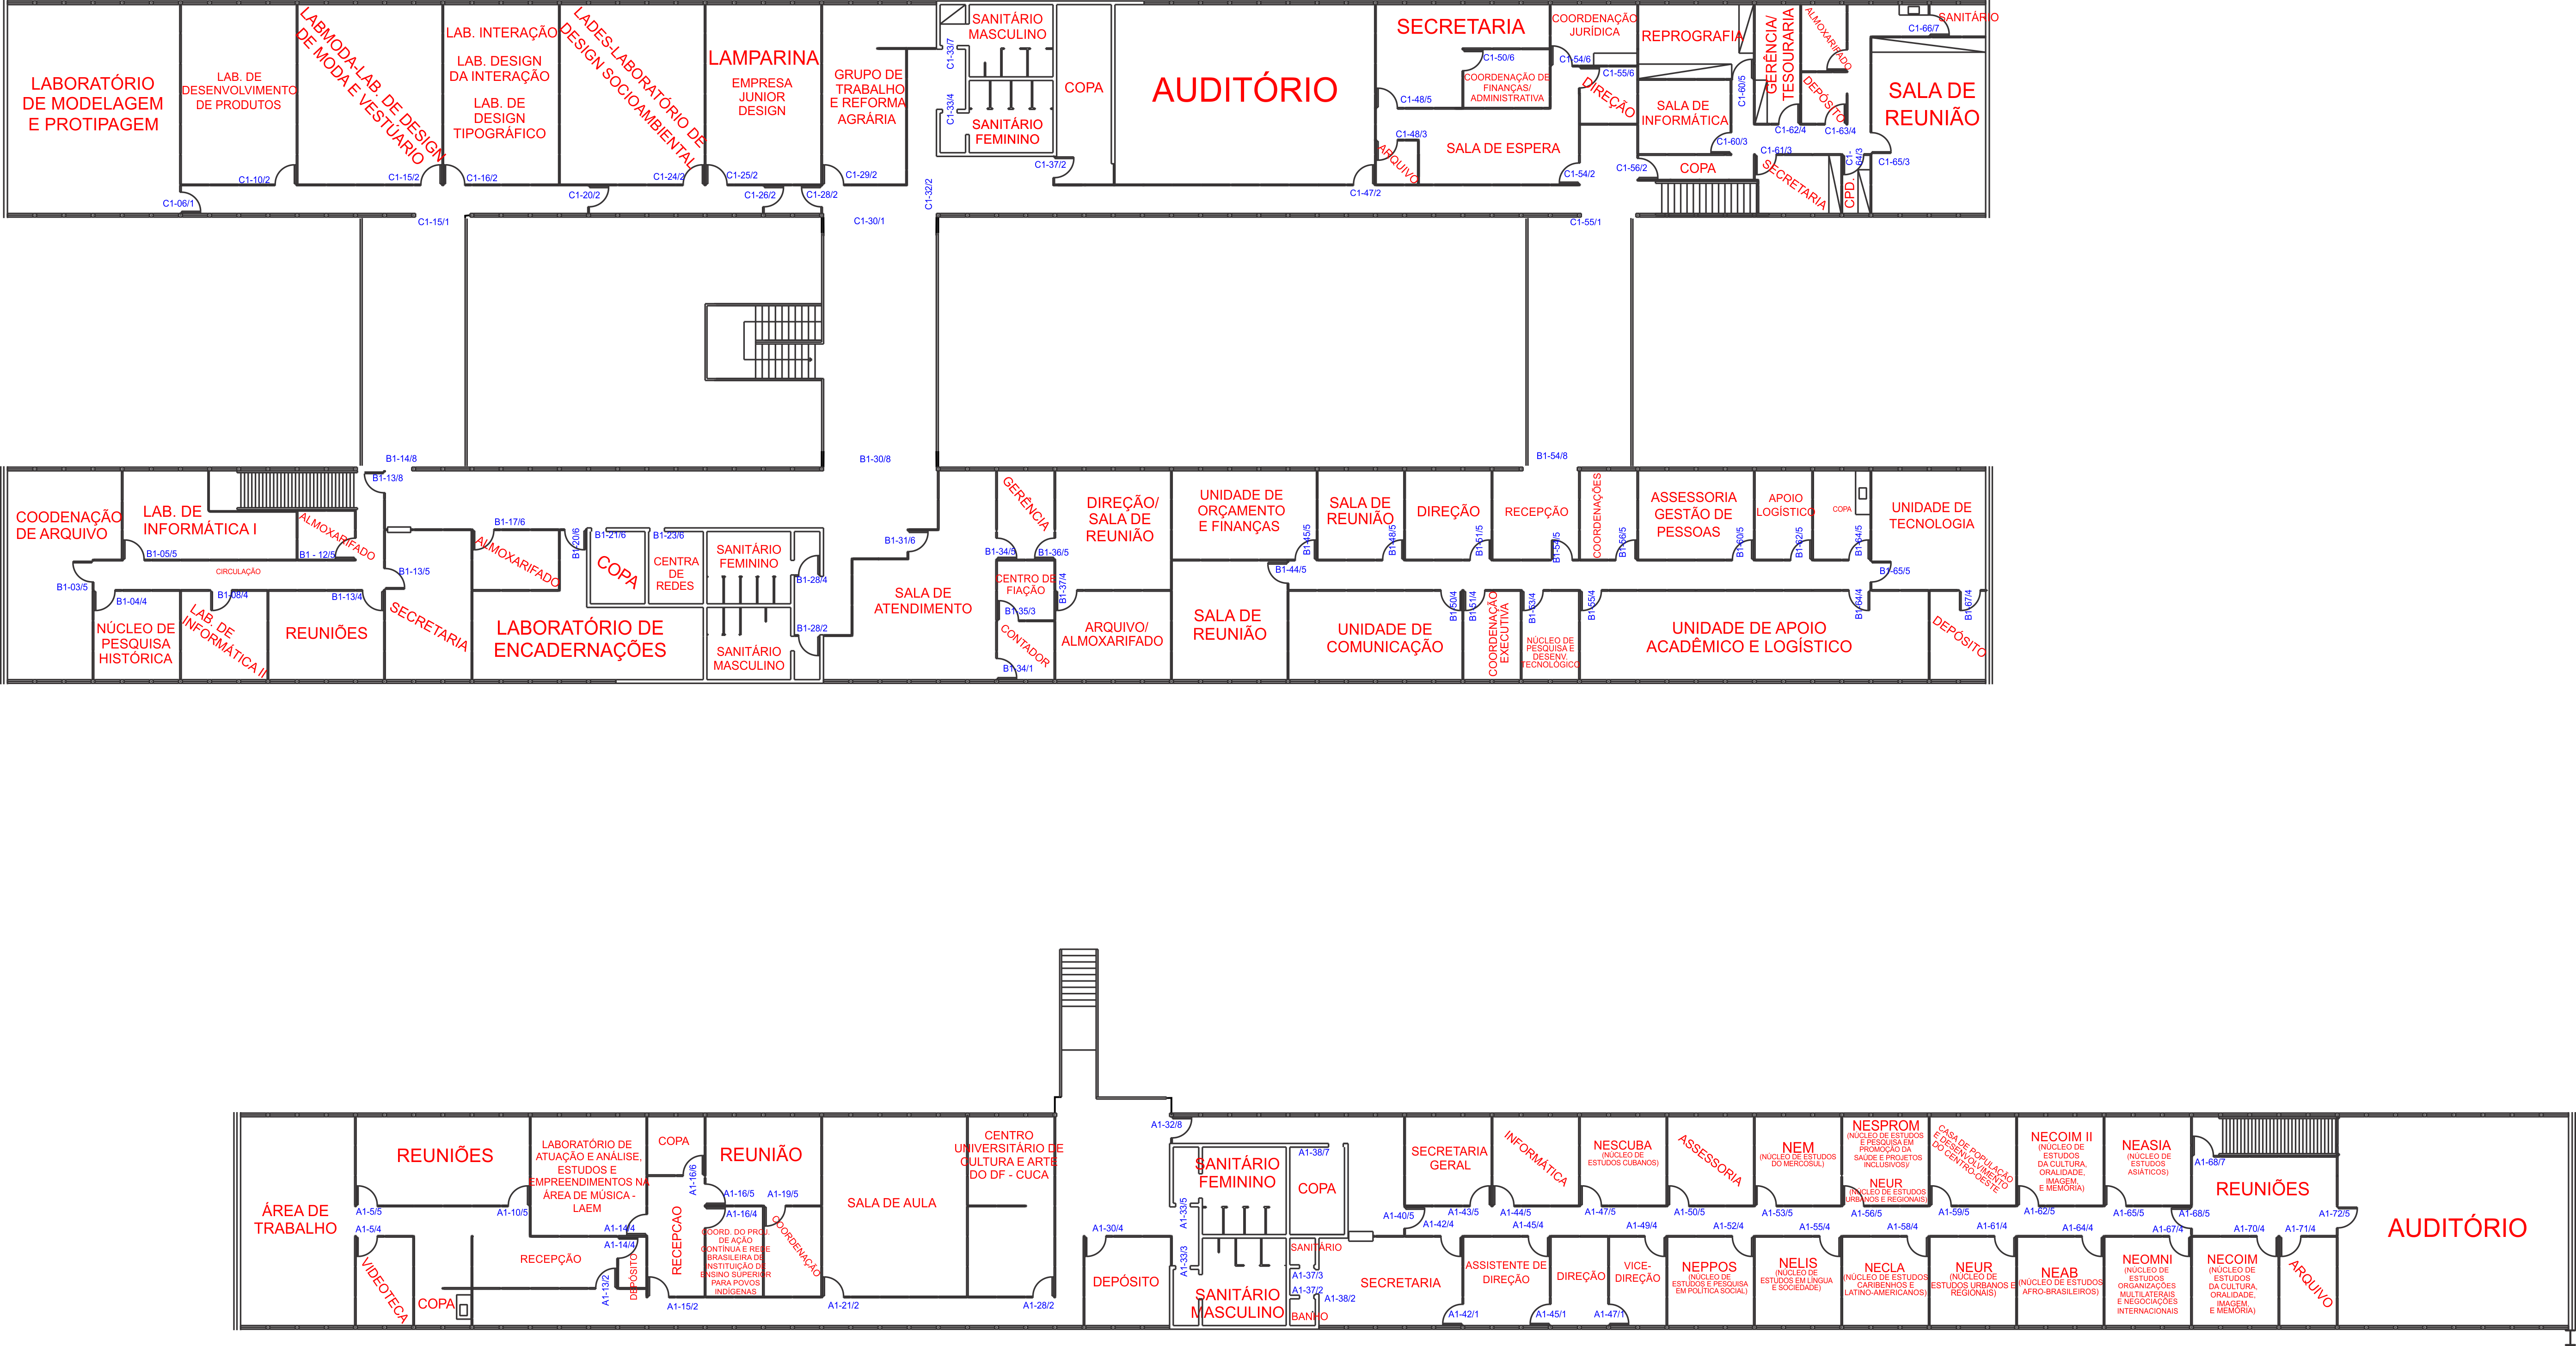 LABORATÓRIO
DE MODELAGEM
E PROTIPAGEM
C1-06/1
LAB. DE
DESENVOLVIMENTO
DE PRODUTOS
C1-10/2
LABMODA-LAB. DE DESIGN
DE MODA E VESTÚARIO
C1-15/2
C1-15/1
LAB. INTERAÇÃO
LAB. DESIGN
DA INTERAÇÃO
LAB. DE
DESIGN
TIPOGRÁFICO
C1-16/2
LADES-LABORATÓRIO DE
DESIGN SOCIOAMBIENTAL
C1-20/2
C1-24/2
LAMPARINA
EMPRESA
JUNIOR
DESIGN
C1-25/2
C1-26/2
C1-28/2
GRUPO DE
TRABALHO
E REFORMA
AGRÁRIA
C1-29/2
C1-30/1
C1-32/2
SANITÁRIO
MASCULINO
C1-33/7
C1-33/4
SANITÁRIO
FEMININO
COPA
C1-37/2
AUDITÓRIO
C1-47/2
SECRETARIA
C1-50/6
COORDENAÇÃO DE
FINANÇAS/
ADMINISTRATIVA
C1-48/5
C1-48/3
ARQUIVO
SALA DE ESPERA
C1-54/2
COORDENAÇÃO
JURÍDICA
C1-54/6
C1-55/6
DIREÇÃO
C1-55/1
C1-56/2
REPROGRAFIA
SALA DE
INFORMÁTICA
C1-60/5
C1-60/3
COPA
GERÊNCIA/
TESOURARIA
C1-62/4
C1-61/3
SECRETARIA
ALMOXARIFADO
DEPÓSITO
C1-63/4
C1-
64/3
CPD.
SANITÁRIO
C1-66/7
SALA DE
REUNIÃO
C1-65/3
B1-14/8
B1-13/8
B1-30/8
B1-54/8
COODENAÇÃO
DE ARQUIVO
B1-03/5
LAB. DE
INFORMÁTICA I
B1-05/5
ALMOXARIFADO
B1 - 12/5
CIRCULAÇÃO
B1-04/4
NÚCLEO DE
PESQUISA
HISTÓRICA
B1-08/4
LAB. DE
INFORMÁTICA II
B1-13/4
REUNIÕES
B1-13/5
SECRETARIA
B1-17/6
ALMOXARIFADO
B1-20/6
B1-21/6
COPA
B1-23/6
CENTRA
DE
REDES
LABORATÓRIO DE
ENCADERNAÇÕES
SANITÁRIO
FEMININO
B1-28/4
B1-28/2
SANITÁRIO
MASCULINO
B1-31/6
SALA DE
ATENDIMENTO
GERÊNCIA
B1-34/5
B1-36/5
CENTRO DE
FIAÇÃO
B1-35/3
CONTADOR
B1-34/1
DIREÇÃO/
SALA DE
REUNIÃO
B1-37/4
ARQUIVO/
ALMOXARIFADO
UNIDADE DE
ORÇAMENTO
E FINANÇAS
B1-45/5
B1-44/5
SALA DE
REUNIÃO
SALA DE
REUNIÃO
B1-48/5
DIREÇÃO
B1-51/5
RECEPÇÃO
B1-54/5
COORDENAÇÕES
B1-56/5
UNIDADE DE
COMUNICAÇÃO
B1-50/4
B1-51/4
COORDENAÇÃO
EXECUTIVA
B1-53/4
NÚCLEO DE
PESQUISA E
DESENV.
TECNOLÓGICO
B1-55/4
ASSESSORIA
GESTÃO DE
PESSOAS
B1-60/5
APOIO
LOGÍSTICO
B1-62/5
COPA
B1-64/5
UNIDADE DE
TECNOLOGIA
B1-65/5
UNIDADE DE APOIO
ACADÊMICO E LOGÍSTICO
B1-64/4
B1-67/4
DEPÓSITO
ÁREA DE
TRABALHO
REUNIÕES
A1-5/5
A1-5/4
A1-10/5
VIDEOTECA
COPA
LABORATÓRIO DE
ATUAÇÃO E ANÁLISE,
ESTUDOS E
EMPREENDIMENTOS NA
ÁREA DE MÚSICA -
LAEM
A1-14/4
A1-14/4
RECEPÇÃO
A1-13/2
DEPÓSITO
COPA
A1-16/6
RECEPCAO
A1-15/2
REUNIÃO
A1-16/5
A1-19/5
A1-16/4
COORD. DO PROJ.
DE AÇÃO
CONTÍNUA E REDE
BRASILEIRA DE
INSTITUIÇÃO DE
ENSINO SUPERIOR
PARA POVOS
INDÍGENAS
COORDENAÇÃO
SALA DE AULA
A1-21/2
CENTRO
UNIVERSITÁRIO DE
CULTURA E ARTE
DO DF - CUCA
A1-28/2
A1-30/4
DEPÓSITO
A1-32/8
A1-33/5
A1-33/3
SANITÁRIO
FEMININO
SANITÁRIO
MASCULINO
A1-38/7
COPA
SANITÁRIO
A1-37/3
A1-37/2
A1-38/2
BANHO
SECRETARIA
GERAL
A1-40/5
A1-42/4
A1-43/5
SECRETARIA
A1-42/1
INFORMÁTICA
A1-44/5
A1-45/4
ASSISTENTE DE
DIREÇÃO
A1-45/1
DIREÇÃO
A1-47/1
VICE-
DIREÇÃO
NESCUBA
(NÚCLEO DE
ESTUDOS CUBANOS)
A1-47/5
A1-49/4
ASSESSORIA
A1-50/5
A1-52/4
NEPPOS
(NÚCLEO DE
ESTUDOS E PESQUISA
EM POLÍTICA SOCIAL)
NEM
(NÚCLEO DE ESTUDOS
DO MERCOSUL)
A1-53/5
A1-55/4
NELIS
(NÚCLEO DE
ESTUDOS EM LÍNGUA
E SOCIEDADE)
NESPROM
(NÚCLEO DE ESTUDOS
E PESQUISA EM
PROMOÇÃO DA
SAÚDE E PROJETOS
INCLUSIVOS)/
NEUR
(NÚCLEO DE ESTUDOS
URBANOS E REGIONAIS)
A1-56/5
A1-58/4
NECLA
(NÚCLEO DE ESTUDOS
CARIBENHOS E
LATINO-AMERICANOS)
CASA DE POPULAÇÃO
E DESENVOLVIMENTO
DO CENTRO-OESTE
A1-59/5
A1-61/4
NEUR
(NÚCLEO DE
ESTUDOS URBANOS E
REGIONAIS)
NECOIM II
(NÚCLEO DE
ESTUDOS
DA CULTURA,
ORALIDADE,
IMAGEM,
E MEMÓRIA)
A1-62/5
A1-64/4
NEAB
(NÚCLEO DE ESTUDOS
AFRO-BRASILEIROS)
NEASIA
(NÚCLEO DE
ESTUDOS
ASIÁTICOS)
A1-65/5
A1-67/4
NEOMNI
(NÚCLEO DE
ESTUDOS
ORGANIZAÇÕES
MULTILATERAIS
E NEGOCIAÇÕES
INTERNACIONAIS
A1-68/7
REUNIÕES
A1-68/5
A1-70/4
A1-71/4
A1-72/5
NECOIM
(NÚCLEO DE
ESTUDOS
DA CULTURA,
ORALIDADE,
IMAGEM,
E MEMÓRIA)
ARQUIVO
AUDITÓRIO